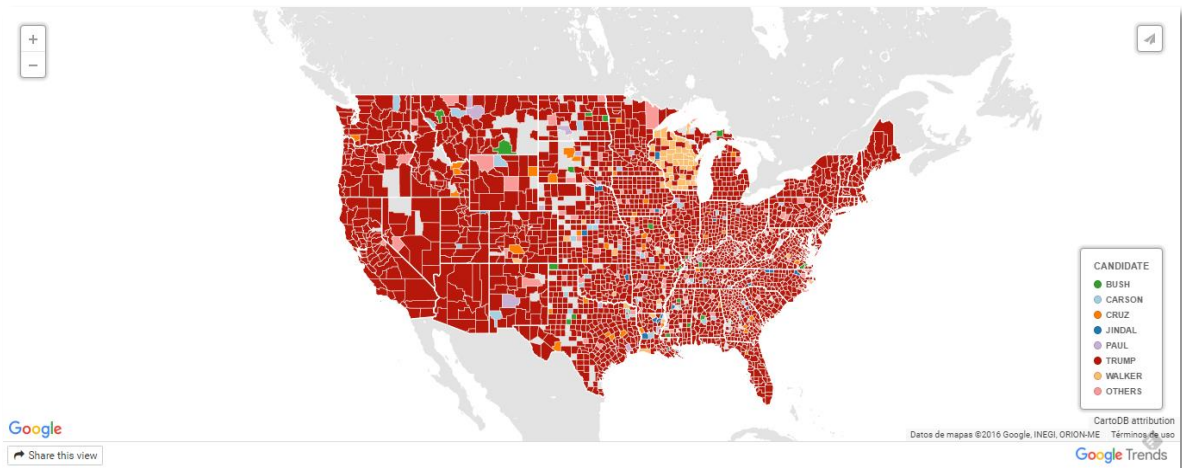 +
−
CANDIDATE
BUSH
CARSON
CRUZ
JINDAL
PAUL
TRUMP
WALKER
OTHERS
CartoDB attribution
Google
Datos de mapas ©2016 Google, INEGI, ORION-ME Términos de uso
Share this view
Google Trends